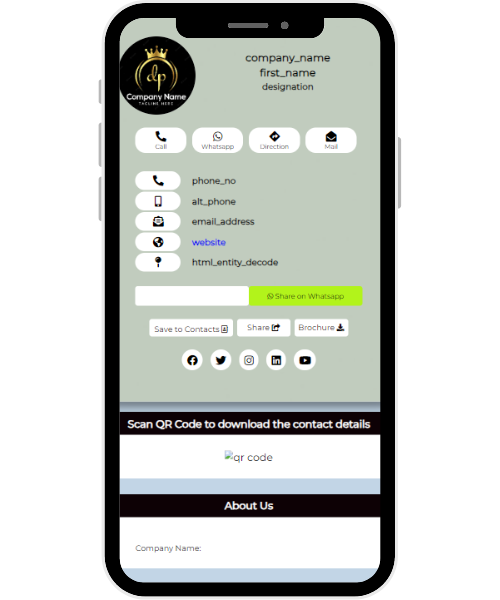 dp
Company Name
TAGLINE HERE
company_name
first_name
designation
Call
Whatsapp
Direction
Mail
phone_no
alt_phone
email_address
website
html_entity_decode
Share on Whatsapp
Save to Contacts
Share
Brochure
Scan QR Code to download the contact details
qr code
About Us
Company Name: